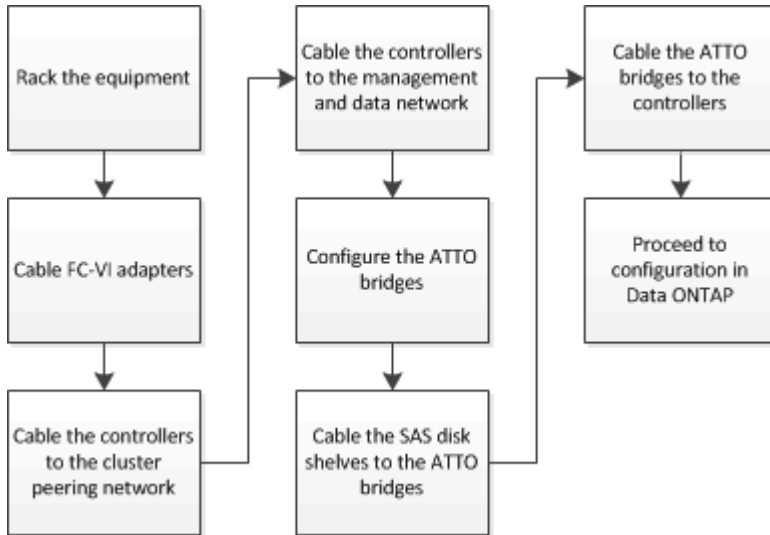 Rack the equipment
Cable FC-VI adapters
Cable the controllers
to the cluster
peering network
Cable the controllers
to the management
and data network
Configure the ATTO
bridges
Cable the SAS disk
shelves to the ATTO
bridges
Cable the ATTO
bridges to the
controllers
Proceed to
configuration in
Data ONTAP